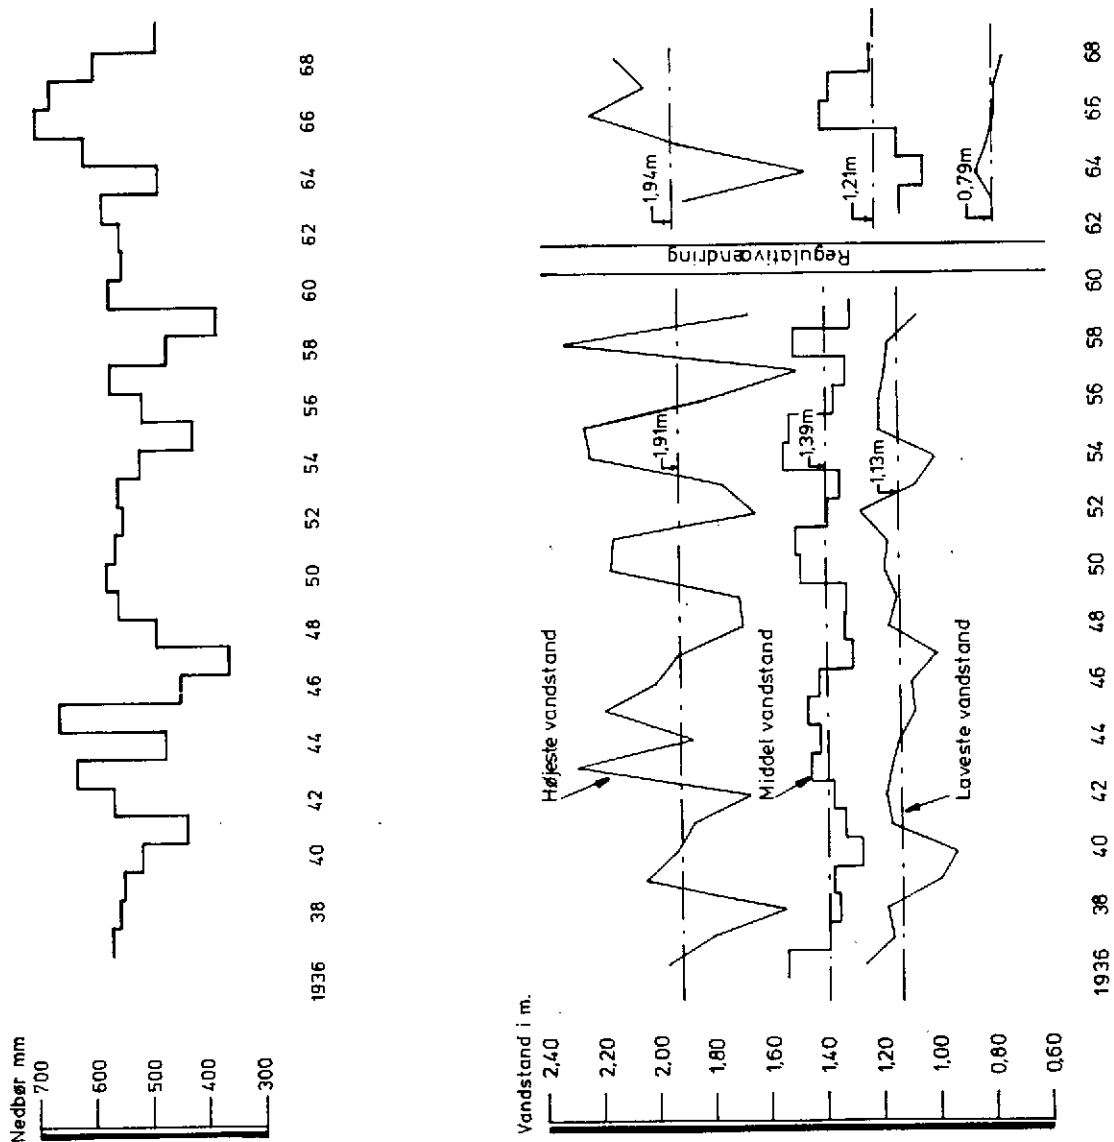 Nedbør mm
700
600
500
400
300
1936 38 40 42 44 46 48 50 52 54 56 58 60 62 64 66 68
Vandstand i m.
2,40
2,20
2,00
1,80
1,60
1,40
1,20
1,00
0,80
0,60
Højeste vandstand
Middel vandstand
Laveste vandstand
1,91m
1,39m
1,13m
Regulativændring
1,94m
1,21m
0,79m
1936 38 40 42 44 46 48 50 52 54 56 58 60 62 64 66 68